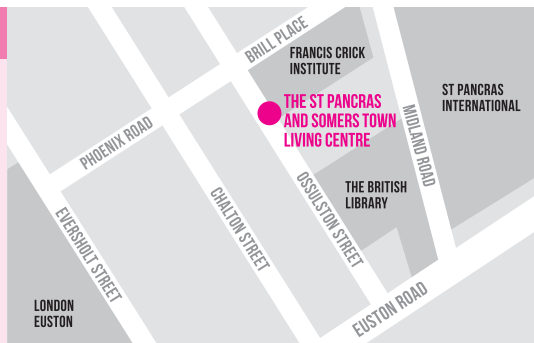 BRILL PLACE
FRANCIS CRICK
INSTITUTE
ST PANCRAS
INTERNATIONAL
THE ST PANCRAS
AND SOMERS TOWN
LIVING CENTRE
MIDLAND ROAD
PHOENIX ROAD
THE BRITISH
LIBRARY
OSSULSTON STREET
CHALTON STREET
EVERSHOLT STREET
EUSTON ROAD
LONDON
EUSTON